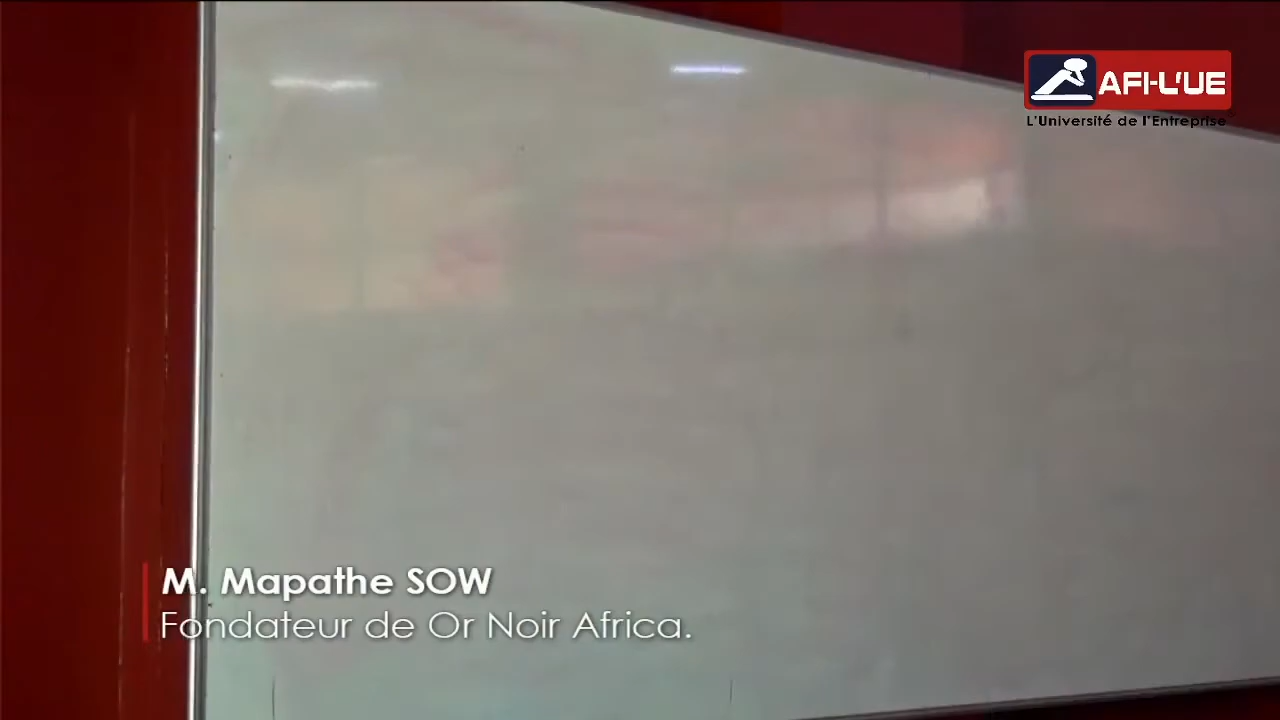 AFI-L'UE
L'Université de l'Entreprise
M. Mapathe SOW
Fondateur de Or Noir Africa.